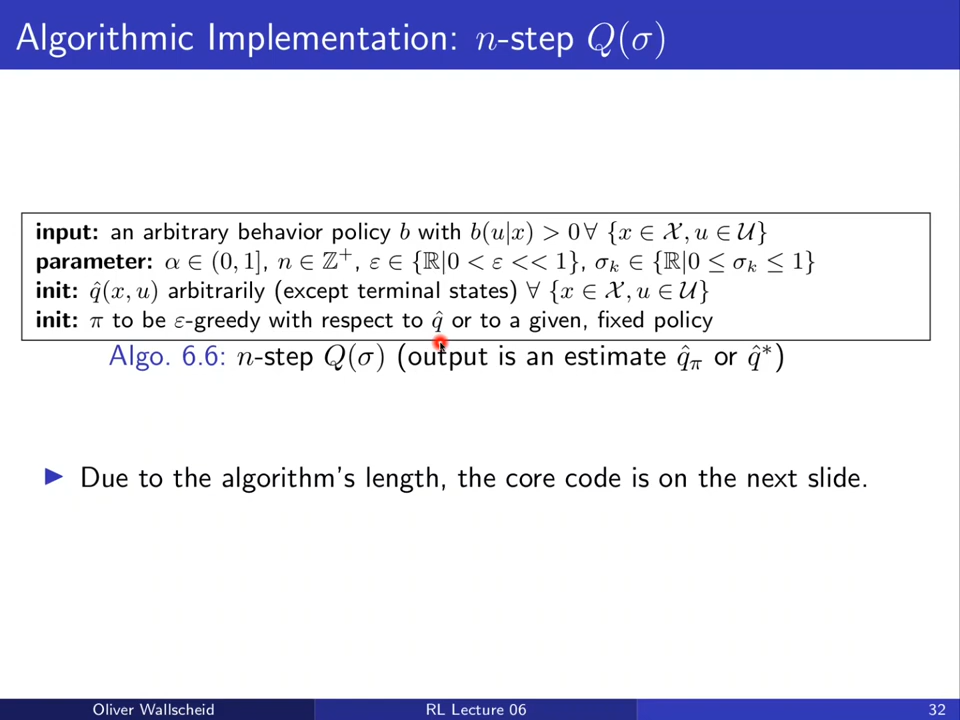 Algorithmic Implementation: n-step Q(σ)
input: an arbitrary behavior policy b with b(u|x) > 0 ∀ {x ∈ 𝒳, u ∈ 𝒰}
parameter: α ∈ (0, 1], n ∈ ℤ⁺, ε ∈ {ℝ|0 < ε << 1}, σₖ ∈ {ℝ|0 ≤ σₖ ≤ 1}
init: q̂(x, u) arbitrarily (except terminal states) ∀ {x ∈ 𝒳, u ∈ 𝒰}
init: π to be ε-greedy with respect to q̂ or to a given, fixed policy
Algo. 6.6: n-step Q(σ) (output is an estimate q̂_π or q̂*)
▶ Due to the algorithm's length, the core code is on the next slide.
Oliver Wallscheid RL Lecture 06 32